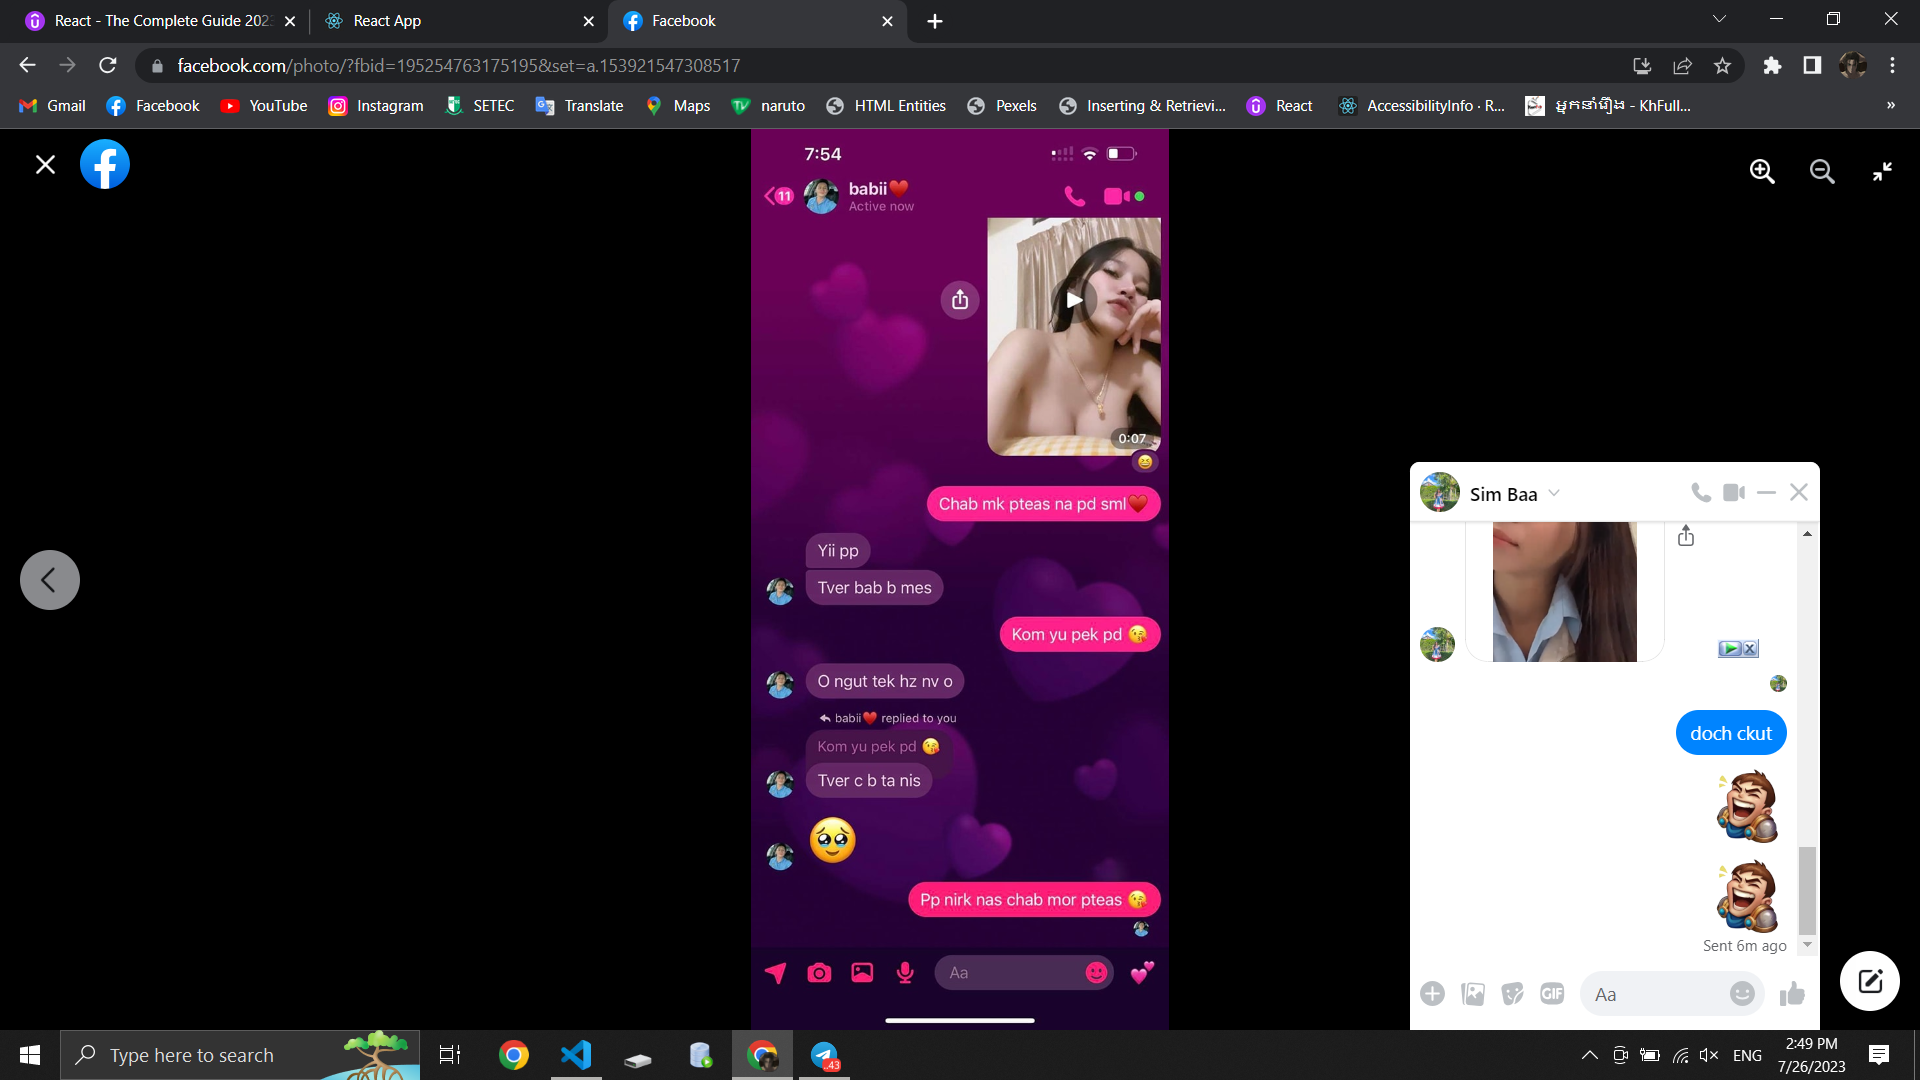 React - The Complete Guide 202
React App
Facebook
facebook.com/photo/?fbid=195254763175195&set=a.153921547308517
Gmail
Facebook
YouTube
Instagram
SETEC
Translate
Maps
naruto
HTML Entities
Pexels
Inserting & Retrievi...
React
AccessibilityInfo · R...
អ្នកនាំរឿង - KhFull...
7:54
11
babii❤️
Active now
0:07
Chab mk pteas na pd sml❤️
Yii pp
Tver bab b mes
Kom yu pek pd 😘
O ngut tek hz nv o
babii❤️ replied to you
Kom yu pek pd 😘
Tver c b ta nis
🥹
Pp nirk nas chab mor pteas 😘
Aa
Sim Baa
doch ckut
Sent 6m ago
GIF
Aa
Type here to search
..43
ENG
2:49 PM
7/26/2023